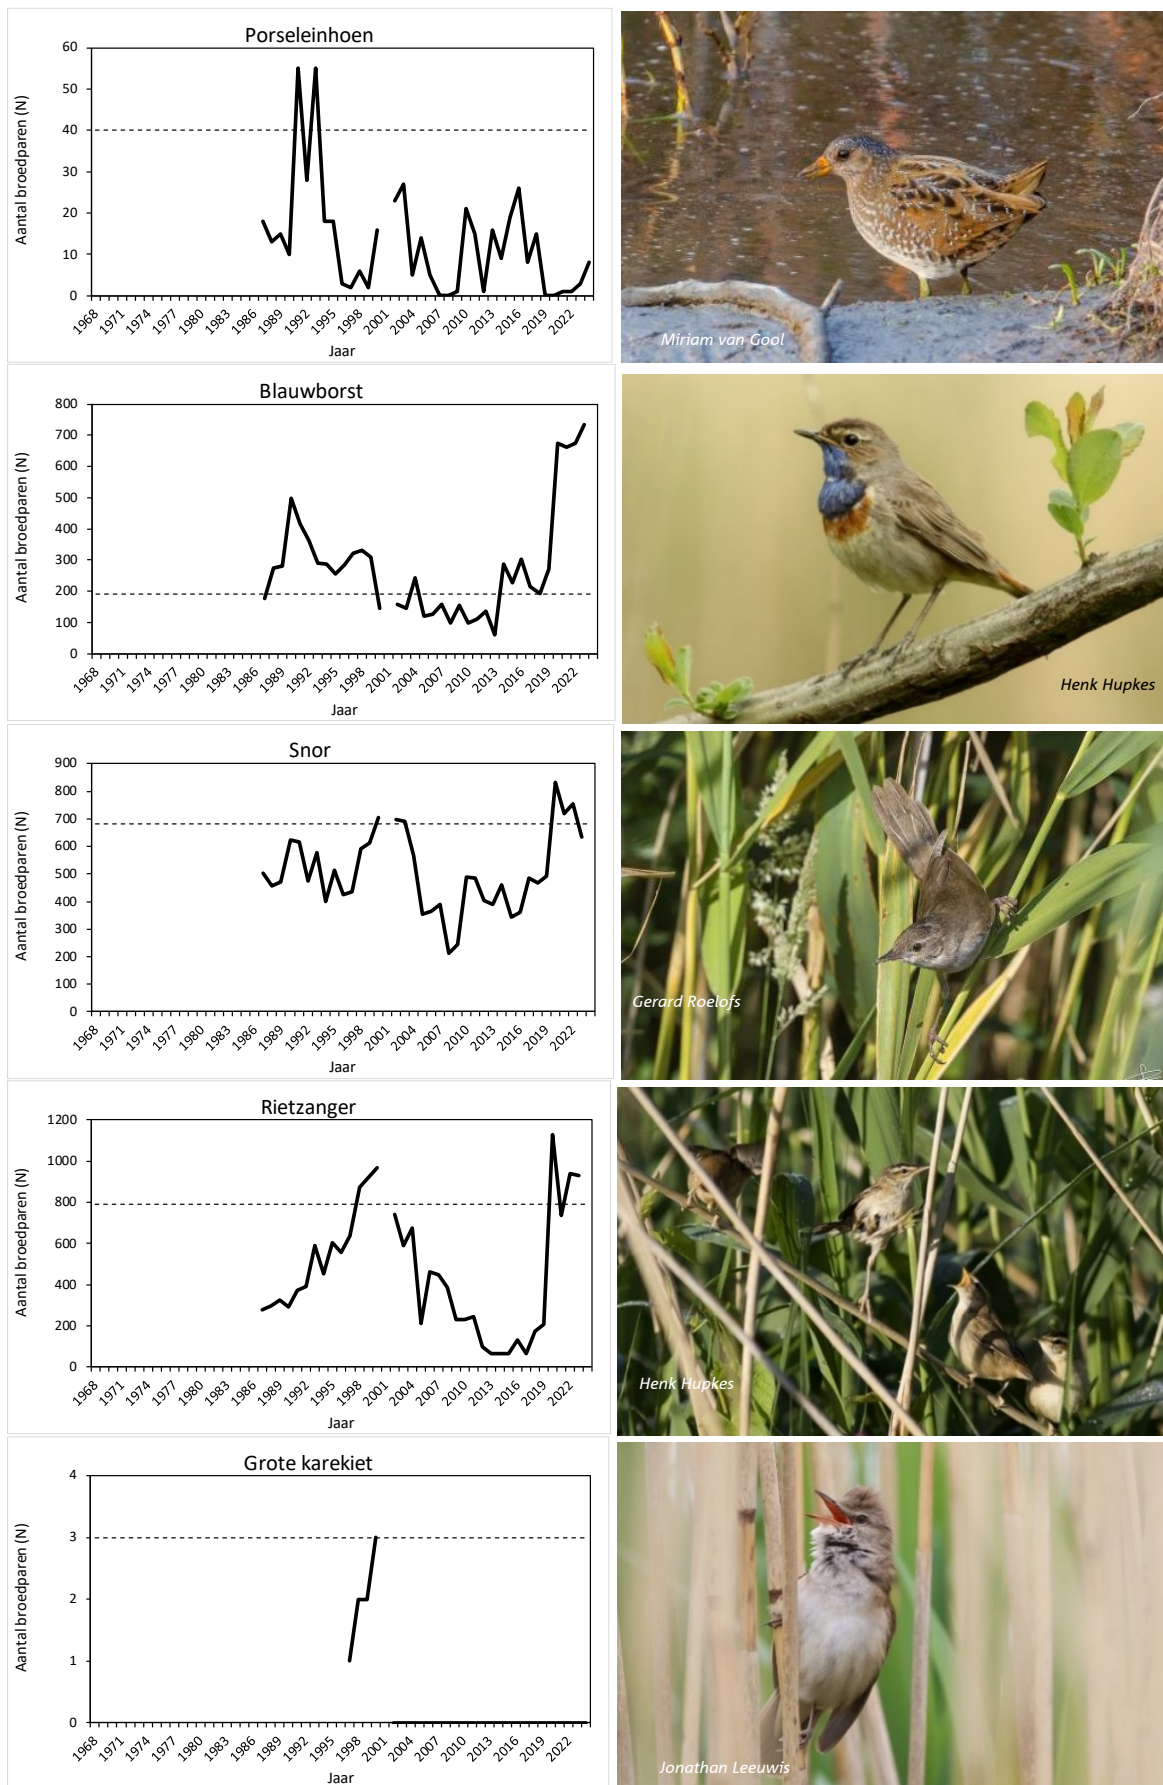 Porseleinhoen
Aantal broedparen (N)
60
50
40
30
20
10
0
1968 1971 1974 1977 1980 1983 1986 1989 1992 1995 1998 2001 2004 2007 2010 2013 2016 2019 2022
Jaar
Miriam van Gool
Blauwborst
Aantal broedparen (N)
800
700
600
500
400
300
200
100
0
1968 1971 1974 1977 1980 1983 1986 1989 1992 1995 1998 2001 2004 2007 2010 2013 2016 2019 2022
Jaar
Henk Hupkes
Snor
Aantal broedparen (N)
900
800
700
600
500
400
300
200
100
0
1968 1971 1974 1977 1980 1983 1986 1989 1992 1995 1998 2001 2004 2007 2010 2013 2016 2019 2022
Jaar
Gerard Roelofs
Rietzanger
Aantal broedparen (N)
1200
1000
800
600
400
200
0
1968 1971 1974 1977 1980 1983 1986 1989 1992 1995 1998 2001 2004 2007 2010 2013 2016 2019 2022
Jaar
Henk Hupkes
Grote karekiet
Aantal broedparen (N)
4
3
2
1
0
1968 1971 1974 1977 1980 1983 1986 1989 1992 1995 1998 2001 2004 2007 2010 2013 2016 2019 2022
Jaar
Jonathan Leeuwis